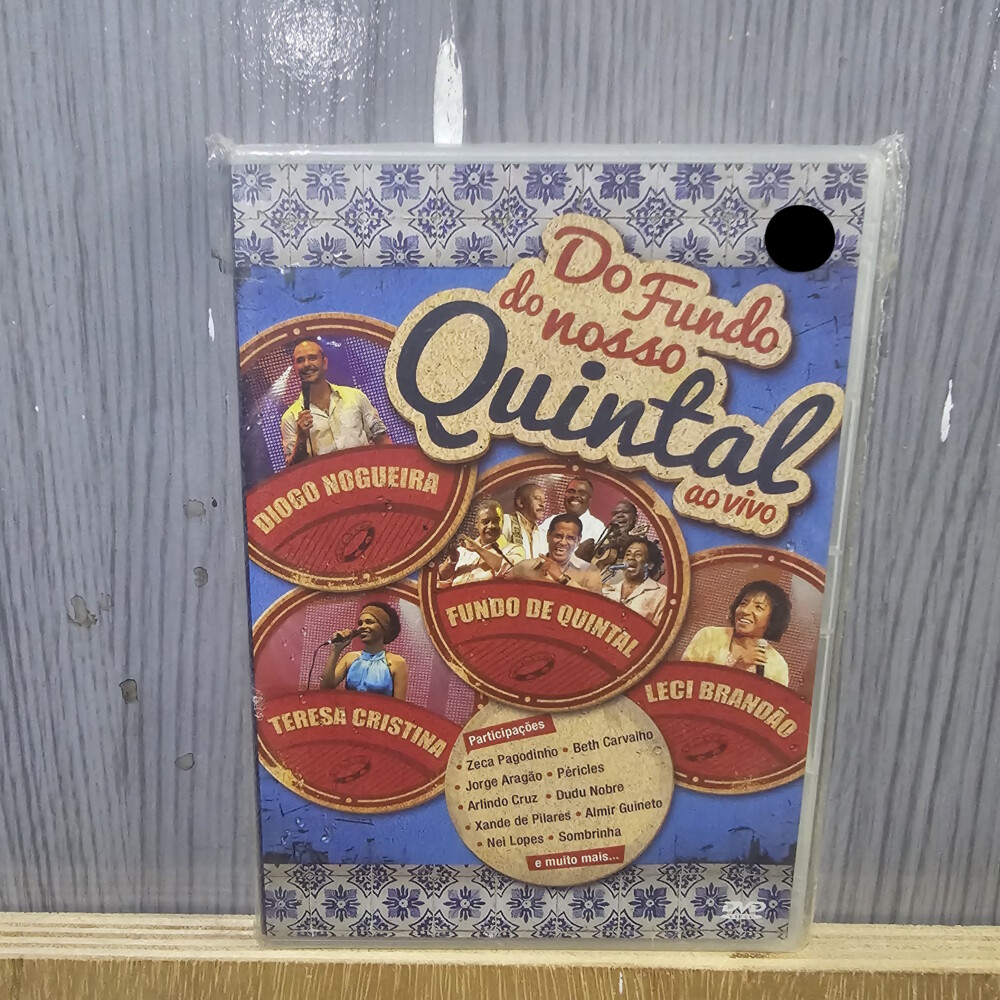 Do Fundo
do nosso
Quintal
ao vivo
DIOGO NOGUEIRA
FUNDO DE QUINTAL
TERESA CRISTINA
LECI BRANDÃO
Participações
• Zeca Pagodinho • Beth Carvalho
• Jorge Aragão • Péricles
• Arlindo Cruz • Dudu Nobre
• Xande de Pilares • Almir Guineto
• Nei Lopes • Sombrinha
e muito mais...
DVD
VIDEO